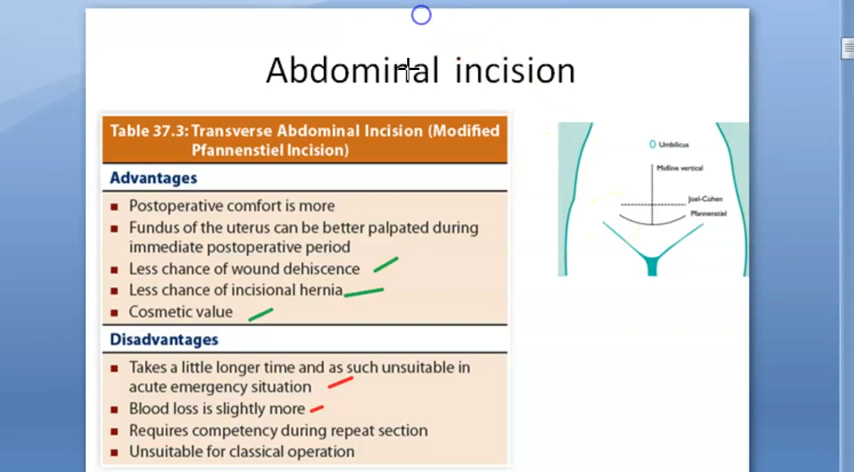 Abdominal incision
Table 37.3: Transverse Abdominal Incision (Modified
Pfannenstiel Incision)
Advantages
Postoperative comfort is more
Fundus of the uterus can be better palpated during
immediate postoperative period
Less chance of wound dehiscence
Less chance of incisional hernia
Cosmetic value
Disadvantages
Takes a little longer time and as such unsuitable in
acute emergency situation
Blood loss is slightly more
Requires competency during repeat section
Unsuitable for classical operation
Umbilicus
Midline vertical
Joel-Cohen
Pfannenstiel